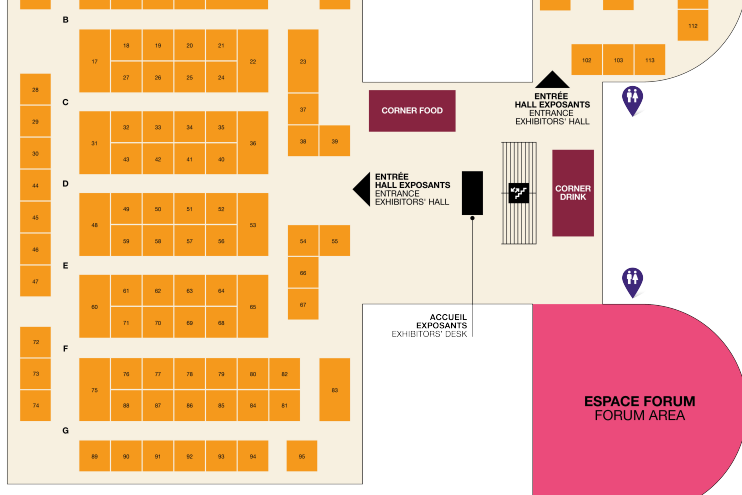 B
112
18 19 20 21
17 22 23
27 26 25 24
102 103 113
28
C
37
CORNER FOOD
ENTRÉE
HALL EXPOSANTS
ENTRANCE
EXHIBITORS' HALL
29
32 33 34 35
31 36 38 39
30
43 42 41 40
D
44
ENTRÉE
HALL EXPOSANTS
ENTRANCE
EXHIBITORS' HALL
CORNER
DRINK
45
49 50 51 52
48 53
59 58 57 56
54 55
46
E
66
47
61 62 63 64
60 65 67
71 70 69 68
ACCUEIL
EXPOSANTS
EXHIBITORS' DESK
72
F
73
76 77 78 79 80 82
75 83
88 87 86 85 84 81
74
ESPACE FORUM
FORUM AREA
G
89 90 91 92 93 94 95